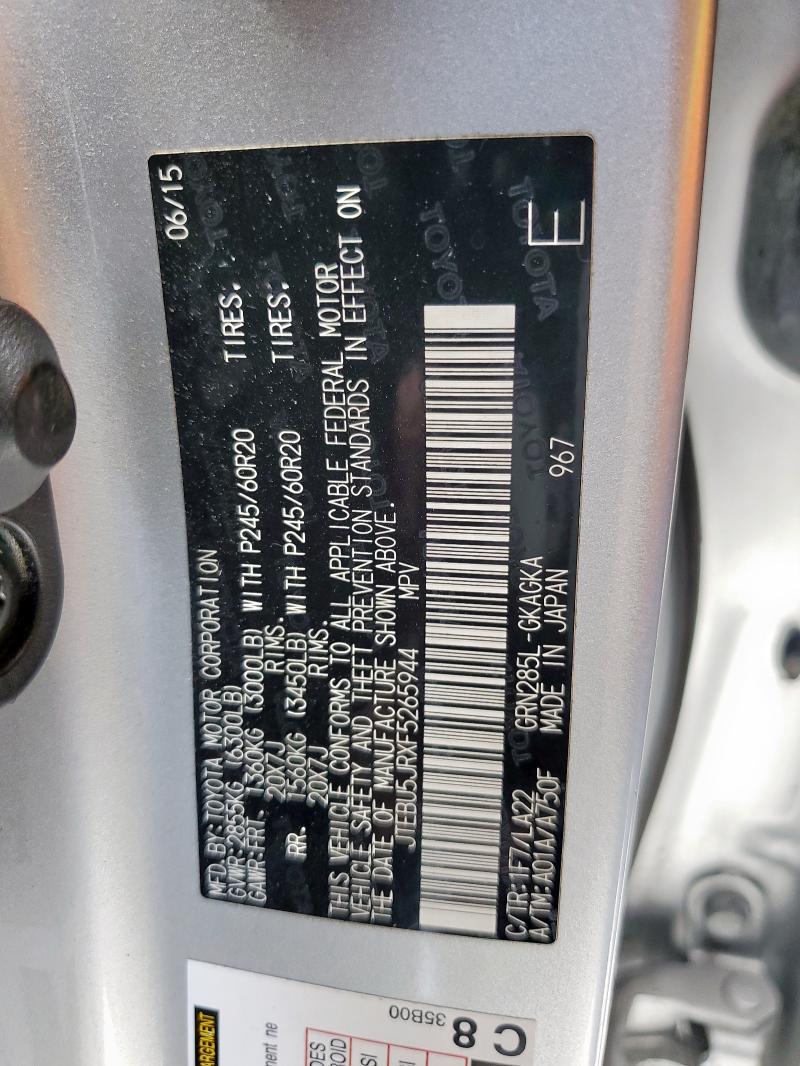 MFD. BY: TOYOTA MOTOR CORPORATION 06/15
GVWR: 2855KG (6300LB)
GAWR: FRT. 1360KG (3000LB) WITH P245/60R20 TIRES.
20X7J RIMS.
RR. 1560KG (3450LB) WITH P245/60R20 TIRES.
20X7J RIMS.
THIS VEHICLE CONFORMS TO ALL APPLICABLE FEDERAL MOTOR
VEHICLE SAFETY AND THEFT PREVENTION STANDARDS IN EFFECT ON
THE DATE OF MANUFACTURE SHOWN ABOVE.
JTEBU5JRXF5265944 MPV
C/TR: 1F7/LA22 GRN285L-GKAGKA
A/TM: A01A/A750F MADE IN JAPAN 967 E
C8
35B00